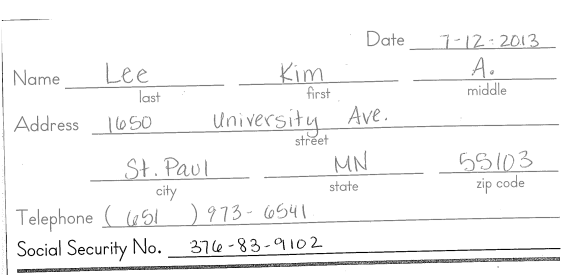 Date 7-12-2013
Name Lee Kim A.
last first middle
Address 1650 University Ave.
street
St. Paul MN 55103
city state zip code
Telephone (651) 973-6541
Social Security No. 376-83-9102